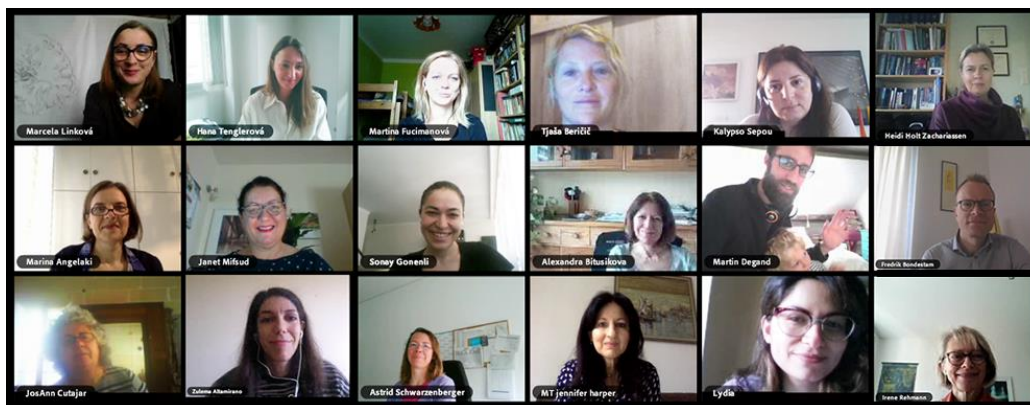 Marcela Linková
Hana Tenglerová
Martina Fucimanová
Tjaša Beričič
Kalypso Sepou
Heidi Holt Zachariassen
Marina Angelaki
Janet Mifsud
Sonay Gonenli
Alexandra Bitusikova
Martin Degand
Fredrik Bondestam
JosAnn Cutajar
Zulema Altamirano
Astrid Schwarzenberger
MT jennifer harper
Lydia
Irene Rehmann